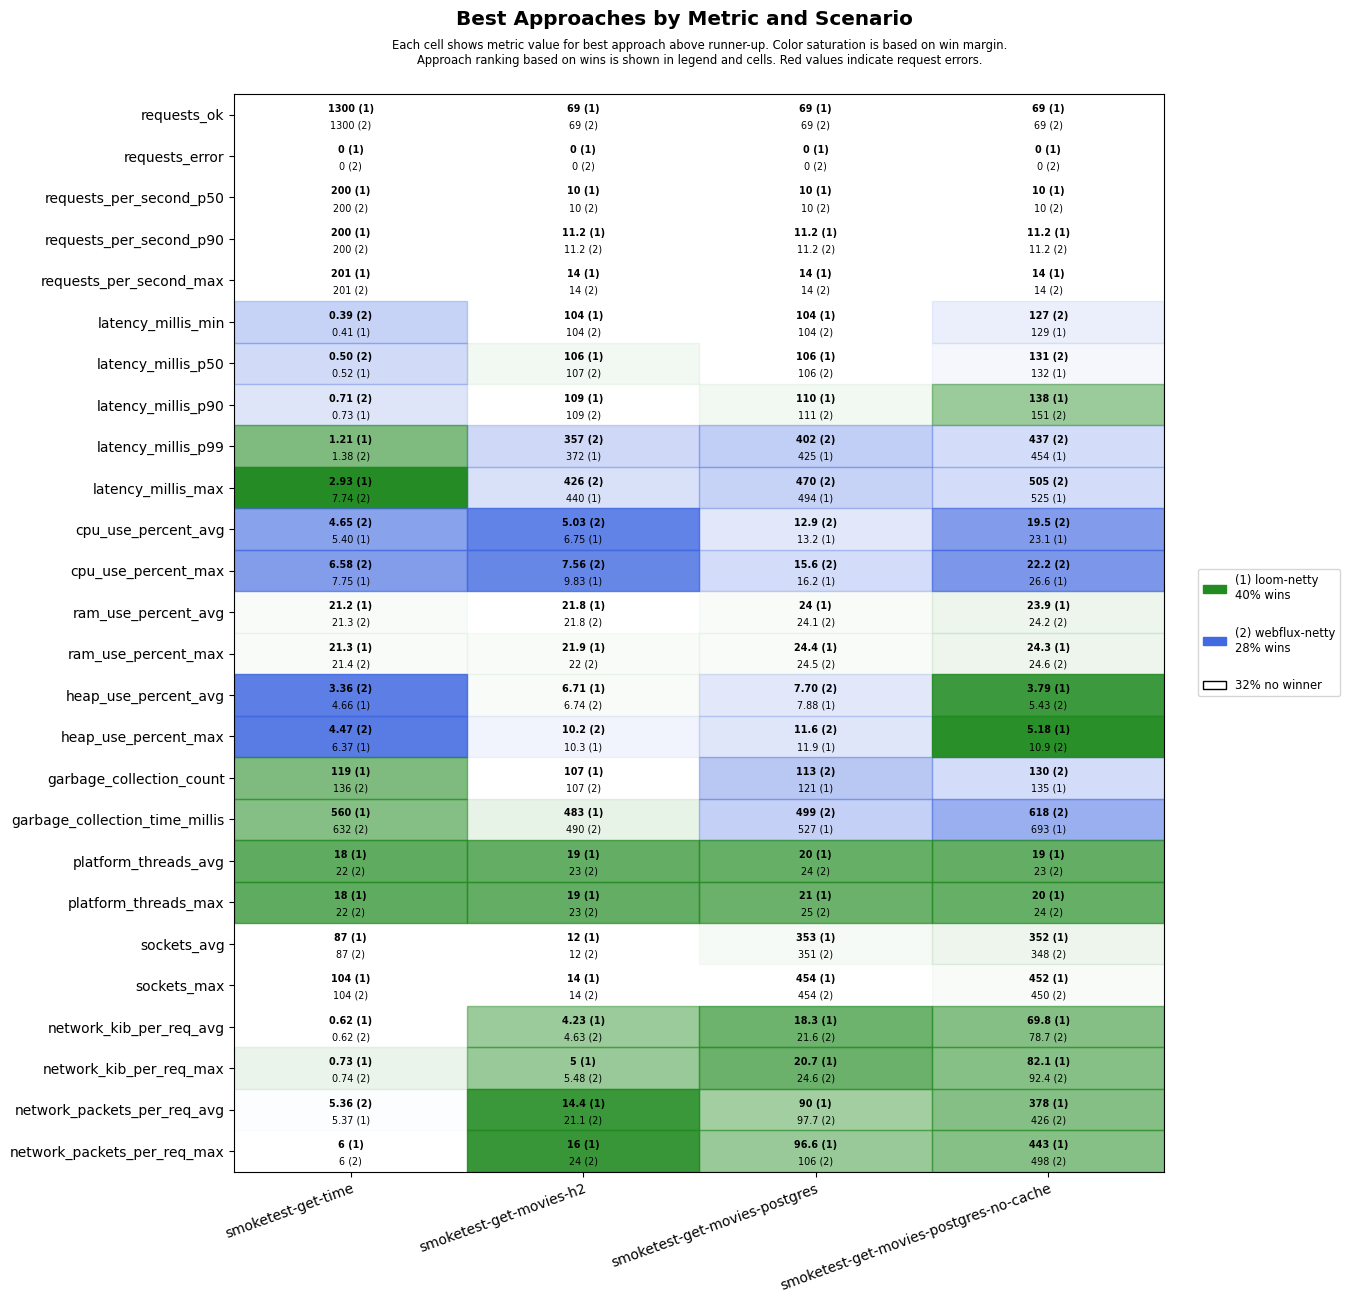 Best Approaches by Metric and Scenario
Each cell shows metric value for best approach above runner-up. Color saturation is based on win margin.
Approach ranking based on wins is shown in legend and cells. Red values indicate request errors.
requests_ok
1300 (1) 69 (1) 69 (1) 69 (1)
1300 (2) 69 (2) 69 (2) 69 (2)
requests_error
0 (1) 0 (1) 0 (1) 0 (1)
0 (2) 0 (2) 0 (2) 0 (2)
requests_per_second_p50
200 (1) 10 (1) 10 (1) 10 (1)
200 (2) 10 (2) 10 (2) 10 (2)
requests_per_second_p90
200 (1) 11.2 (1) 11.2 (1) 11.2 (1)
200 (2) 11.2 (2) 11.2 (2) 11.2 (2)
requests_per_second_max
201 (1) 14 (1) 14 (1) 14 (1)
201 (2) 14 (2) 14 (2) 14 (2)
latency_millis_min
0.39 (2) 104 (1) 104 (1) 127 (2)
0.41 (1) 104 (2) 104 (2) 129 (1)
latency_millis_p50
0.50 (2) 106 (1) 106 (1) 131 (2)
0.52 (1) 107 (2) 106 (2) 132 (1)
latency_millis_p90
0.71 (2) 109 (1) 110 (1) 138 (1)
0.73 (1) 109 (2) 111 (2) 151 (2)
latency_millis_p99
1.21 (1) 357 (2) 402 (2) 437 (2)
1.38 (2) 372 (1) 425 (1) 454 (1)
latency_millis_max
2.93 (1) 426 (2) 470 (2) 505 (2)
7.74 (2) 440 (1) 494 (1) 525 (1)
cpu_use_percent_avg
4.65 (2) 5.03 (2) 12.9 (2) 19.5 (2)
5.40 (1) 6.75 (1) 13.2 (1) 23.1 (1)
cpu_use_percent_max
6.58 (2) 7.56 (2) 15.6 (2) 22.2 (2)
7.75 (1) 9.83 (1) 16.2 (1) 26.6 (1)
ram_use_percent_avg
21.2 (1) 21.8 (1) 24 (1) 23.9 (1)
21.3 (2) 21.8 (2) 24.1 (2) 24.2 (2)
ram_use_percent_max
21.3 (1) 21.9 (1) 24.4 (1) 24.3 (1)
21.4 (2) 22 (2) 24.5 (2) 24.6 (2)
heap_use_percent_avg
3.36 (2) 6.71 (1) 7.70 (2) 3.79 (1)
4.66 (1) 6.74 (2) 7.88 (1) 5.43 (2)
heap_use_percent_max
4.47 (2) 10.2 (2) 11.6 (2) 5.18 (1)
6.37 (1) 10.3 (1) 11.9 (1) 10.9 (2)
garbage_collection_count
119 (1) 107 (1) 113 (2) 130 (2)
136 (2) 107 (2) 121 (1) 135 (1)
garbage_collection_time_millis
560 (1) 483 (1) 499 (2) 618 (2)
632 (2) 490 (2) 527 (1) 693 (1)
platform_threads_avg
18 (1) 19 (1) 20 (1) 19 (1)
22 (2) 23 (2) 24 (2) 23 (2)
platform_threads_max
18 (1) 19 (1) 21 (1) 20 (1)
22 (2) 23 (2) 25 (2) 24 (2)
sockets_avg
87 (1) 12 (1) 353 (1) 352 (1)
87 (2) 12 (2) 351 (2) 348 (2)
sockets_max
104 (1) 14 (1) 454 (1) 452 (1)
104 (2) 14 (2) 454 (2) 450 (2)
network_kib_per_req_avg
0.62 (1) 4.23 (1) 18.3 (1) 69.8 (1)
0.62 (2) 4.63 (2) 21.6 (2) 78.7 (2)
network_kib_per_req_max
0.73 (1) 5 (1) 20.7 (1) 82.1 (1)
0.74 (2) 5.48 (2) 24.6 (2) 92.4 (2)
network_packets_per_req_avg
5.36 (2) 14.4 (1) 90 (1) 378 (1)
5.37 (1) 21.1 (2) 97.7 (2) 426 (2)
network_packets_per_req_max
6 (1) 16 (1) 96.6 (1) 443 (1)
6 (2) 24 (2) 106 (2) 498 (2)
smoketest-get-time
smoketest-get-movies-h2
smoketest-get-movies-postgres
smoketest-get-movies-postgres-no-cache
(1) loom-netty
40% wins
(2) webflux-netty
28% wins
32% no winner